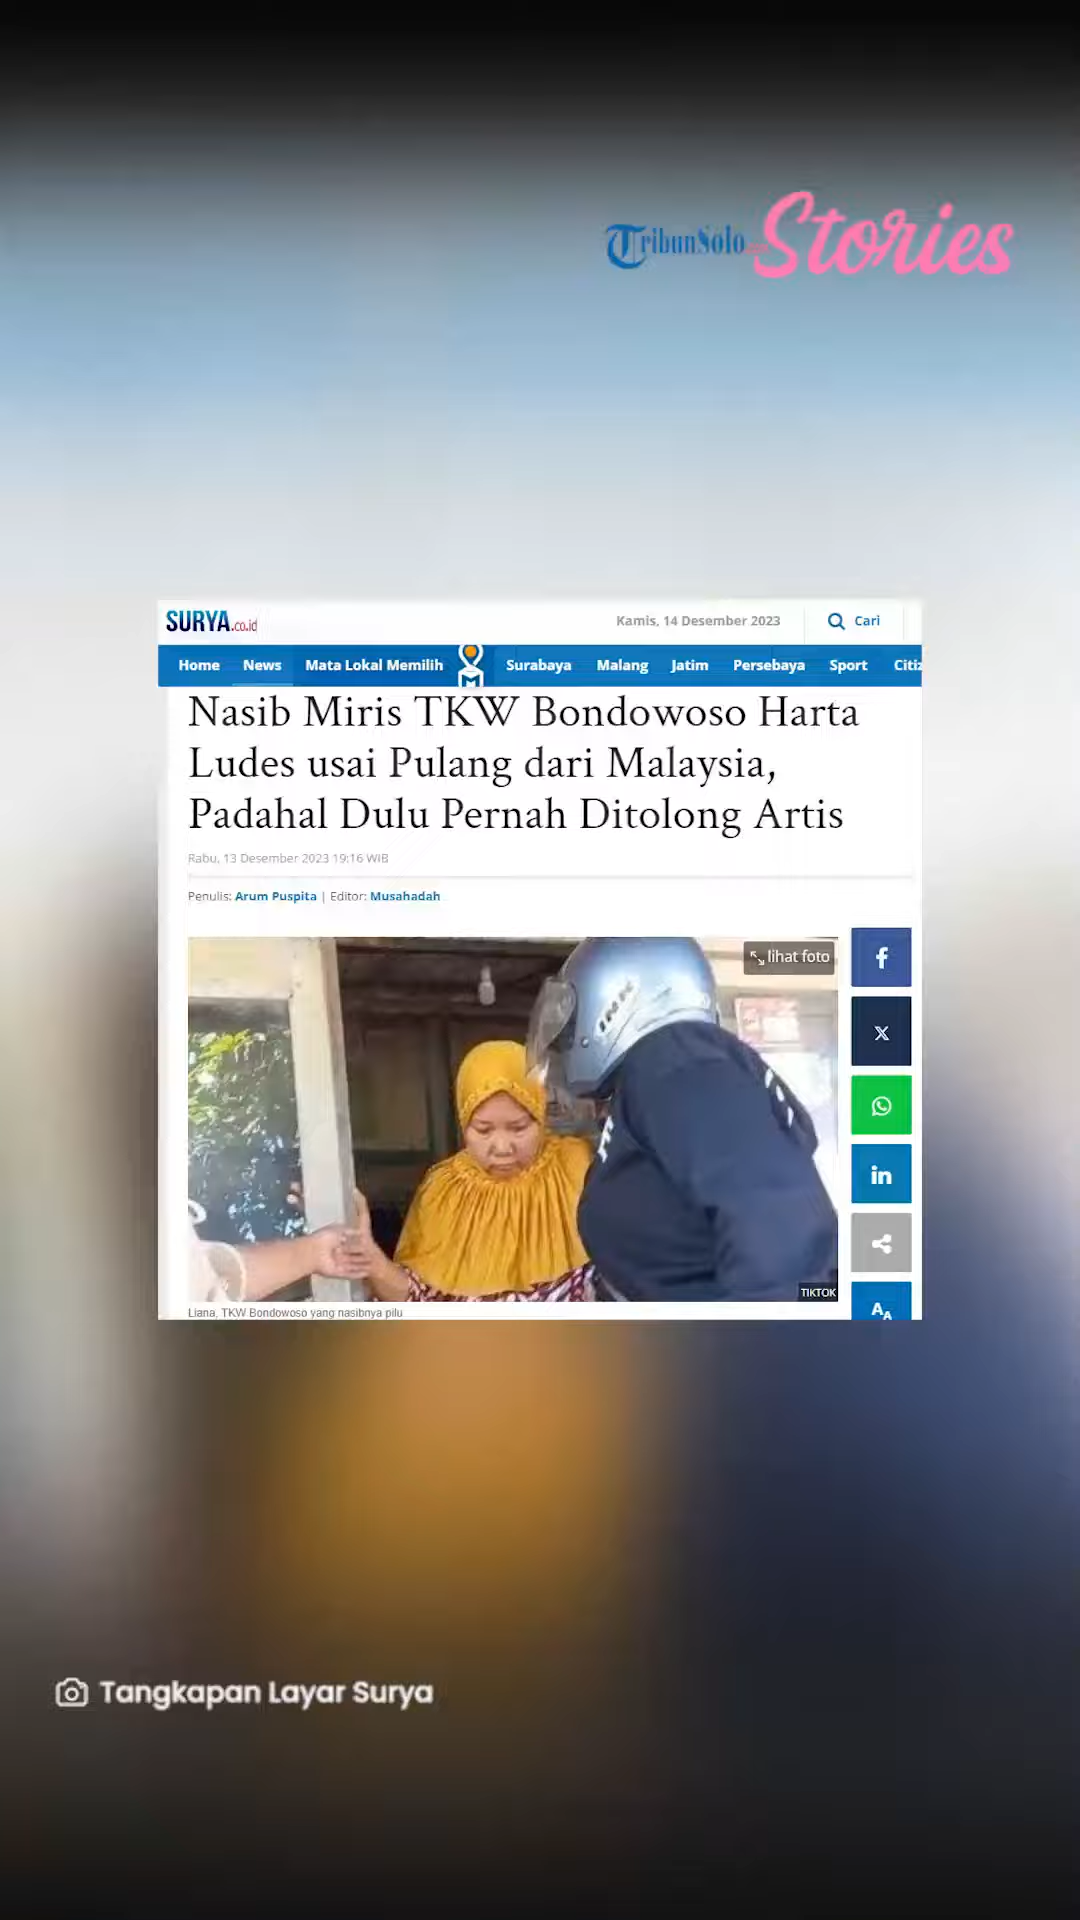 TribunSolo.com Stories
SURYA.co.id
Kamis, 14 Desember 2023
Cari
Home News Mata Lokal Memilih Surabaya Malang Jatim Persebaya Sport Citiz
Nasib Miris TKW Bondowoso Harta
Ludes usai Pulang dari Malaysia,
Padahal Dulu Pernah Ditolong Artis
Rabu, 13 Desember 2023 19:16 WIB
Penulis: Arum Puspita | Editor: Musahadah
lihat foto
INK
TIKTOK
Liana, TKW Bondowoso yang nasibnya pilu
Tangkapan Layar Surya